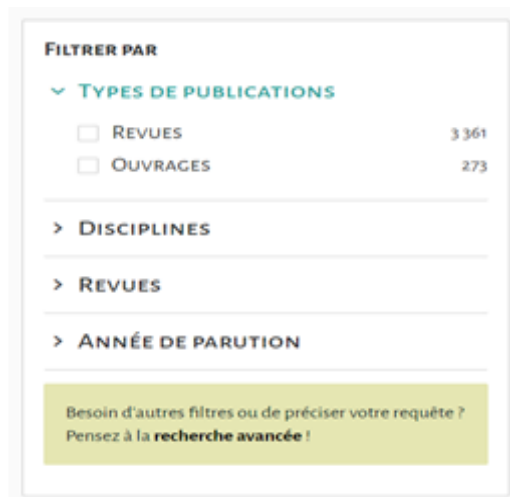 FILTRER PAR
TYPES DE PUBLICATIONS
REVUES 3 361
OUVRAGES 273
DISCIPLINES
REVUES
ANNÉE DE PARUTION
Besoin d'autres filtres ou de préciser votre requête ?
Pensez à la recherche avancée !